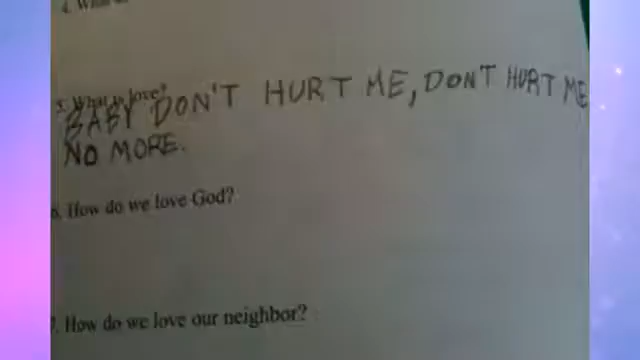 5. What is love?
BABY DON'T HURT ME, DON'T HURT ME
NO MORE.
6. How do we love God?
7. How do we love our neighbor?